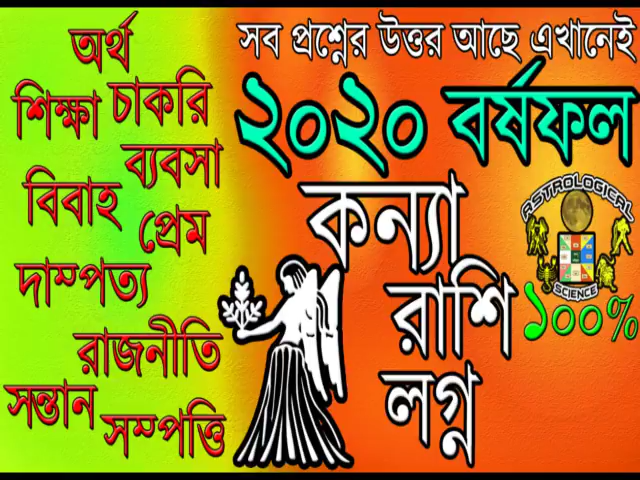 সব প্রশ্নের উত্তর আছে এখানেই
২০২০ বর্ষফল
কন্যা
রাশি
লগ্ন
১০০%
ASTROLOGICAL
SCIENCE
অর্থ
শিক্ষা চাকরি
ব্যবসা
বিবাহ
প্রেম
দাম্পত্য
রাজনীতি
সন্তান
সম্পত্তি